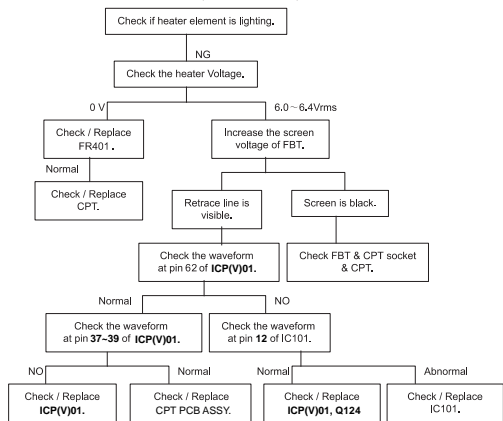 Check if heater element is lighting.
NG
Check the heater Voltage.
0 V
6.0~6.4Vrms
Check / Replace
FR401.
Increase the screen
voltage of FBT.
Normal
Check / Replace
CPT.
Retrace line is
visible.
Screen is black.
Check the waveform
at pin 62 of ICP(V)01.
Check FBT & CPT socket
& CPT.
Normal
NO
Check the waveform
at pin 37~39 of ICP(V)01.
Check the waveform
at pin 12 of IC101.
NO
Normal
Normal
Abnormal
Check / Replace
ICP(V)01.
Check / Replace
CPT PCB ASSY.
Check / Replace
ICP(V)01, Q124
Check / Replace
IC101.